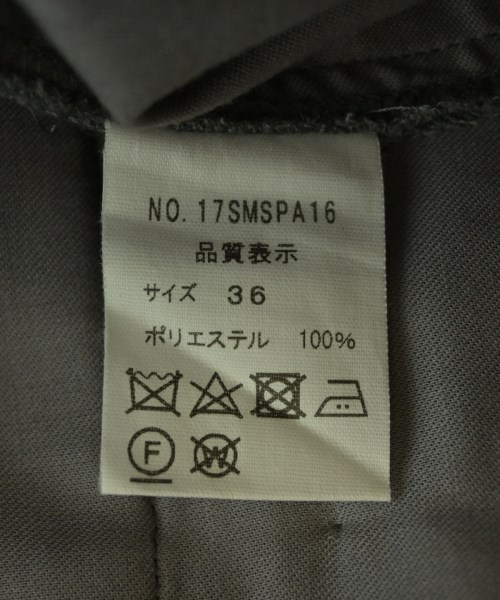 NO. 17SMSPA16
品質表示
サイズ 36
ポリエステル 100%
F W